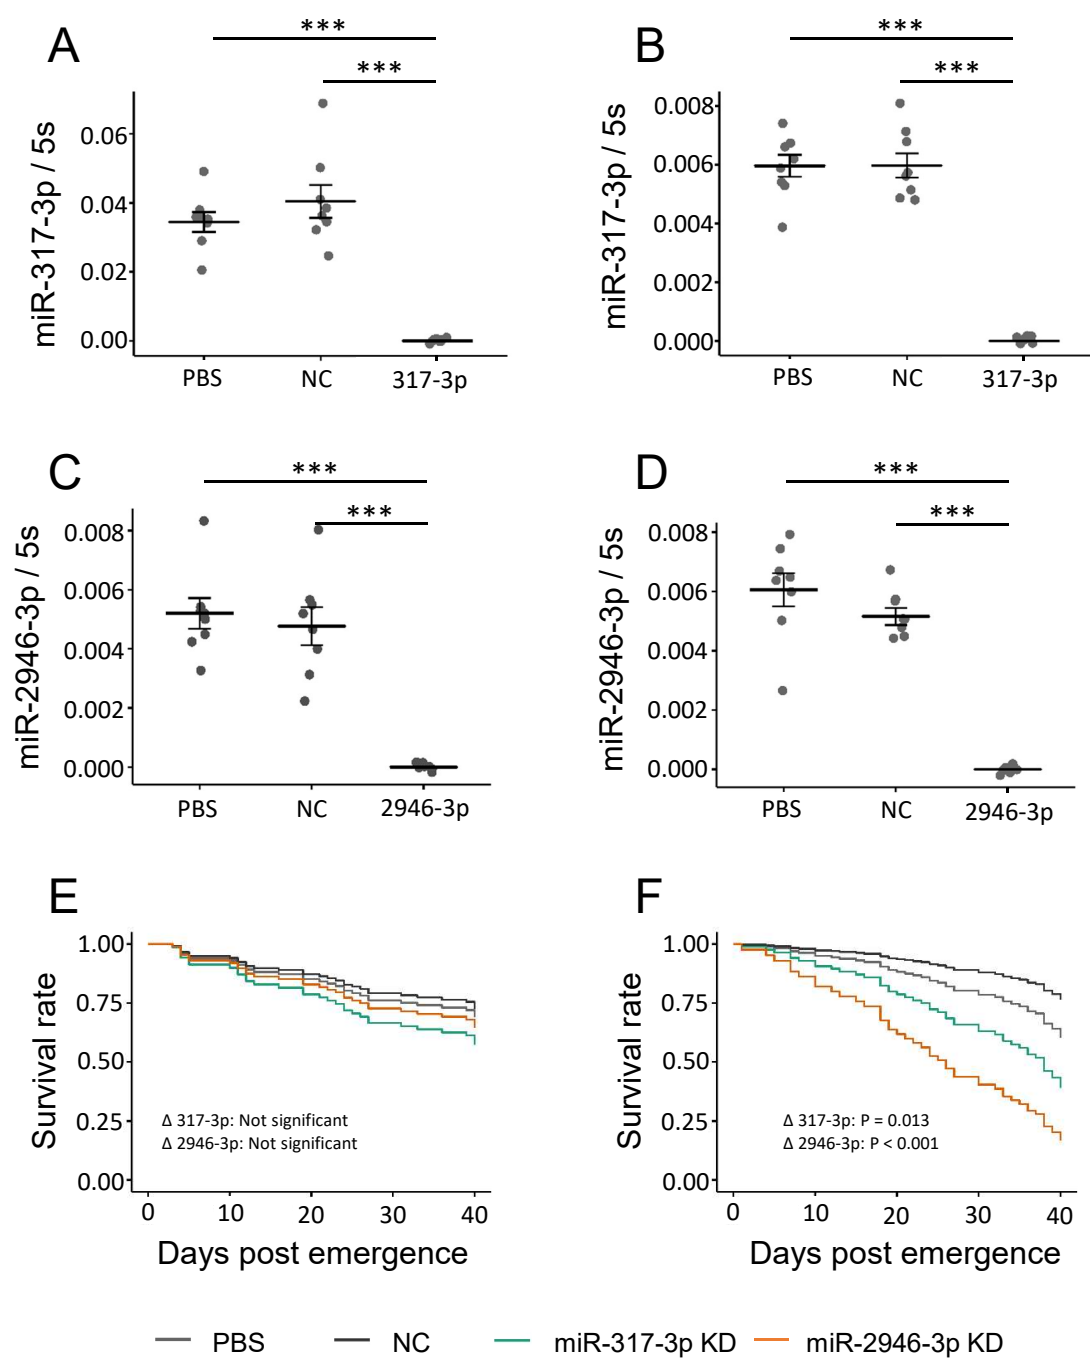 A
***
***
miR-317-3p / 5s
0.06
0.04
0.02
0.00
PBS
NC
317-3p
B
***
***
miR-317-3p / 5s
0.008
0.006
0.004
0.002
0.000
PBS
NC
317-3p
C
***
***
miR-2946-3p / 5s
0.008
0.006
0.004
0.002
0.000
PBS
NC
2946-3p
D
***
***
miR-2946-3p / 5s
0.008
0.006
0.004
0.002
0.000
PBS
NC
2946-3p
E
Survival rate
1.00
0.75
0.50
0.25
0.00
Δ 317-3p: Not significant
Δ 2946-3p: Not significant
0 10 20 30 40
Days post emergence
F
Survival rate
1.00
0.75
0.50
0.25
0.00
Δ 317-3p: P = 0.013
Δ 2946-3p: P < 0.001
0 10 20 30 40
Days post emergence
PBS NC miR-317-3p KD miR-2946-3p KD